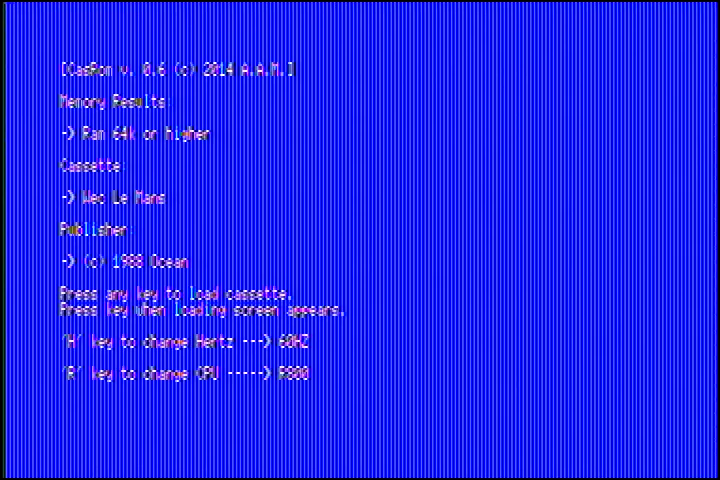 [CasRom v. 0.6 (c) 2014 A.A.M.]
Memory Results:
-> Ram 64k or higher
Cassette:
-> Wec Le Mans
Publisher:
-> (c) 1988 Ocean
Press any key to load cassette.
Press key when loading screen appears.
'H' key to change Hertz ---> 60HZ
'R' key to change CPU -----> R800